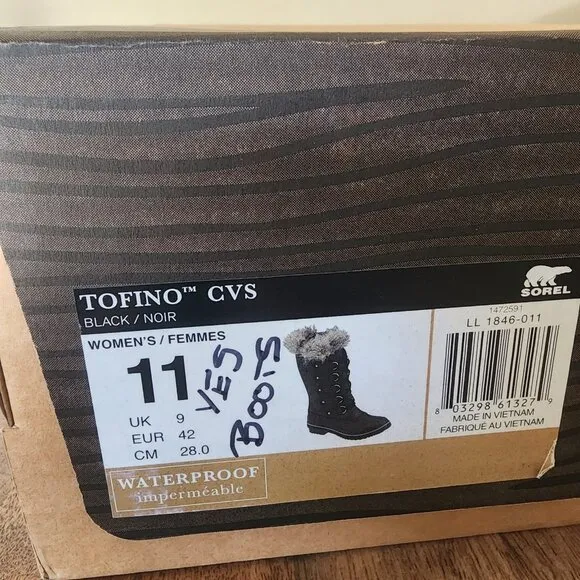 TOFINO™ CVS
BLACK / NOIR
SOREL
WOMEN'S / FEMMES
11
UK 9
EUR 42
CM 28.0
YES
BOOTS
1472591
LL 1846-011
8 03298 61327 9
MADE IN VIETNAM
FABRIQUÉ AU VIETNAM
WATERPROOF
imperméable